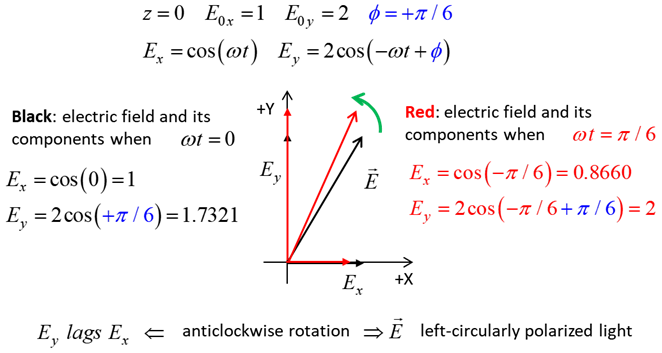 z = 0 E₀ₓ = 1 E₀y = 2 ϕ = +π / 6
Eₓ = cos(ωt) Ey = 2cos(−ωt + ϕ)
Black: electric field and its
components when ωt = 0
Eₓ = cos(0) = 1
Ey = 2cos(+π / 6) = 1.7321
+Y
Ey
E⃗
Eₓ
+X
Red: electric field and its
components when ωt = π / 6
Eₓ = cos(−π / 6) = 0.8660
Ey = 2cos(−π / 6 + π / 6) = 2
Ey lags Eₓ ⇐ anticlockwise rotation ⇒ E⃗ left-circularly polarized light